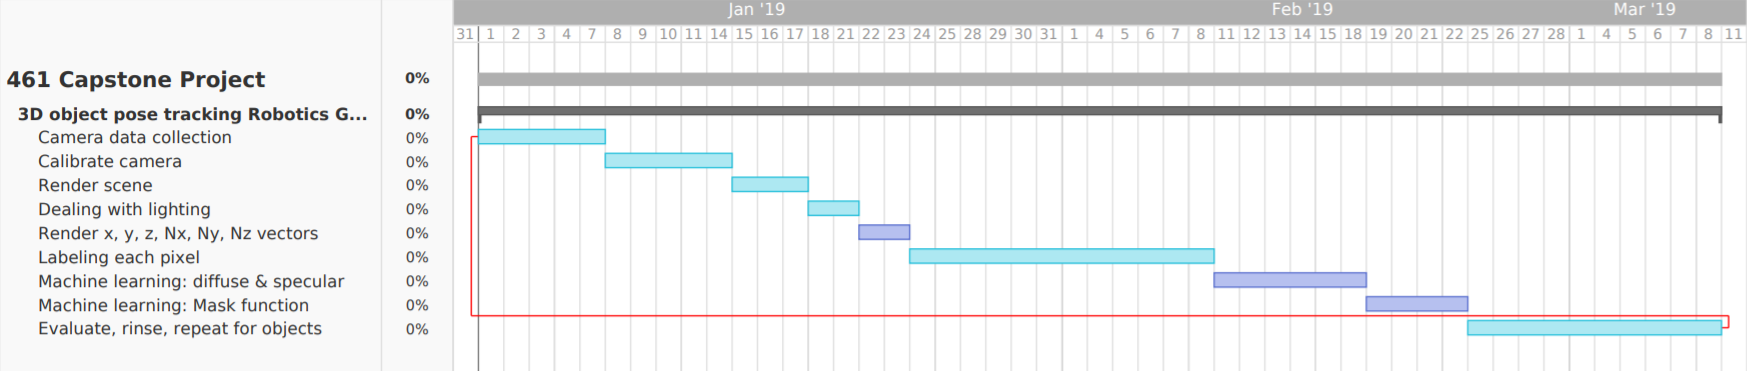 Jan '19 Feb '19 Mar '19
31 1 2 3 4 7 8 9 10 11 14 15 16 17 18 21 22 23 24 25 28 29 30 31 1 4 5 6 7 8 11 12 13 14 15 18 19 20 21 22 25 26 27 28 1 4 5 6 7 8 11
461 Capstone Project 0%
3D object pose tracking Robotics G... 0%
Camera data collection 0%
Calibrate camera 0%
Render scene 0%
Dealing with lighting 0%
Render x, y, z, Nx, Ny, Nz vectors 0%
Labeling each pixel 0%
Machine learning: diffuse & specular 0%
Machine learning: Mask function 0%
Evaluate, rinse, repeat for objects 0%